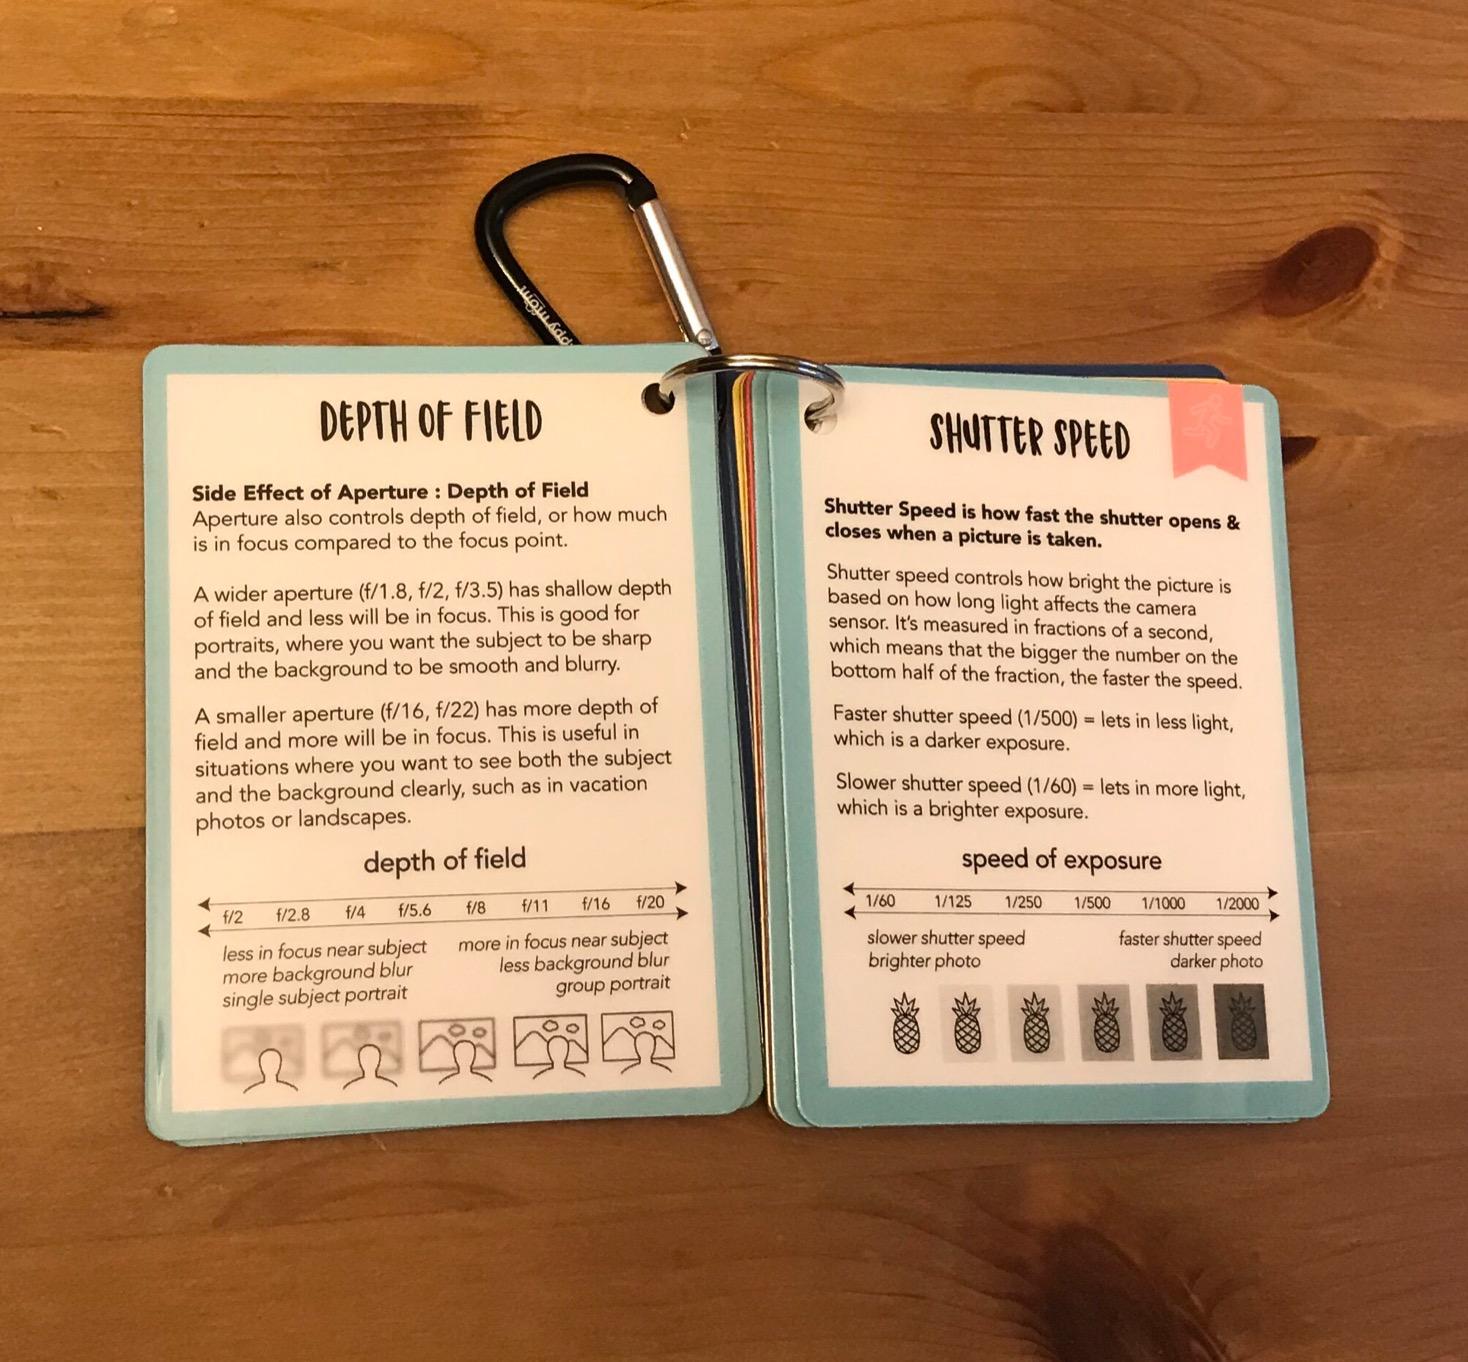 DEPTH OF FIELD
Side Effect of Aperture : Depth of Field
Aperture also controls depth of field, or how much
is in focus compared to the focus point.
A wider aperture (f/1.8, f/2, f/3.5) has shallow depth
of field and less will be in focus. This is good for
portraits, where you want the subject to be sharp
and the background to be smooth and blurry.
A smaller aperture (f/16, f/22) has more depth of
field and more will be in focus. This is useful in
situations where you want to see both the subject
and the background clearly, such as in vacation
photos or landscapes.
depth of field
f/2 f/2.8 f/4 f/5.6 f/8 f/11 f/16 f/20
less in focus near subject
more background blur
single subject portrait
more in focus near subject
less background blur
group portrait
SHUTTER SPEED
Shutter Speed is how fast the shutter opens &
closes when a picture is taken.
Shutter speed controls how bright the picture is
based on how long light affects the camera
sensor. It's measured in fractions of a second,
which means that the bigger the number on the
bottom half of the fraction, the faster the speed.
Faster shutter speed (1/500) = lets in less light,
which is a darker exposure.
Slower shutter speed (1/60) = lets in more light,
which is a brighter exposure.
speed of exposure
1/60 1/125 1/250 1/500 1/1000 1/2000
slower shutter speed
brighter photo
faster shutter speed
darker photo